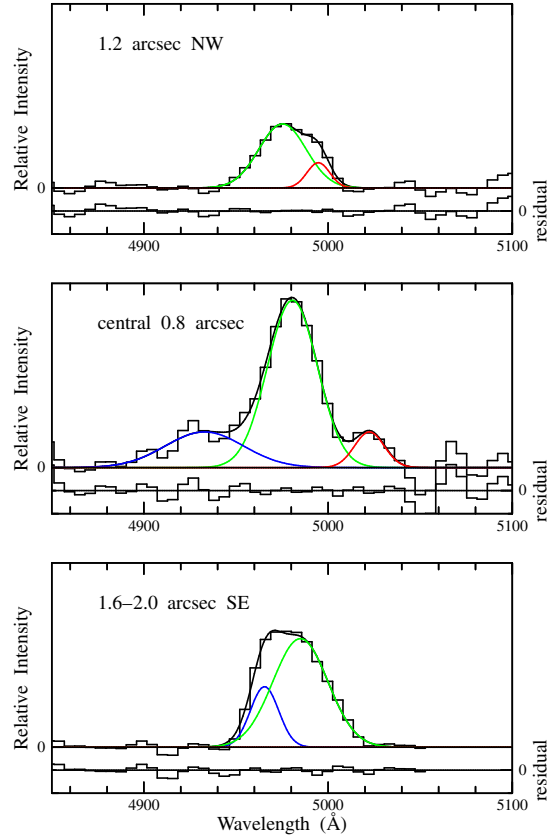 1.2 arcsec NW
Relative Intensity
0
0
residual
4900 5000 5100
central 0.8 arcsec
Relative Intensity
0
0
residual
4900 5000 5100
1.6–2.0 arcsec SE
Relative Intensity
0
0
residual
4900 5000 5100
Wavelength (Å)